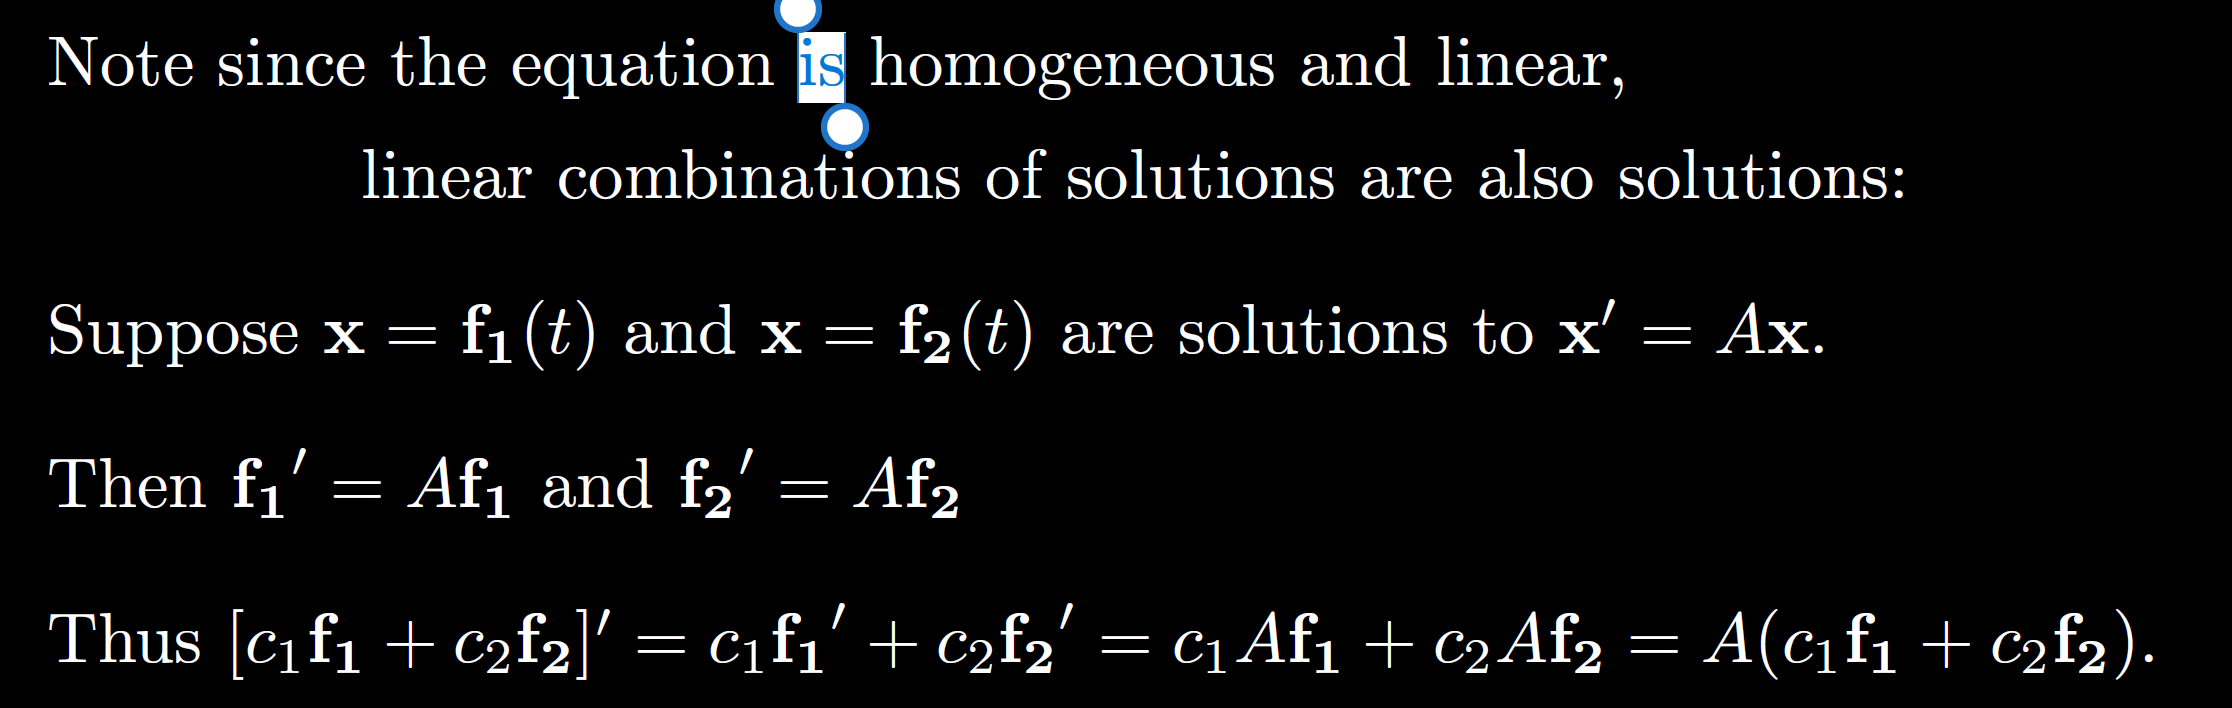 Note since the equation is homogeneous and linear,
linear combinations of solutions are also solutions:
Suppose x = f₁(t) and x = f₂(t) are solutions to x′ = Ax.
Then f₁′ = Af₁ and f₂′ = Af₂
Thus [c₁f₁ + c₂f₂]′ = c₁f₁′ + c₂f₂′ = c₁Af₁ + c₂Af₂ = A(c₁f₁ + c₂f₂).